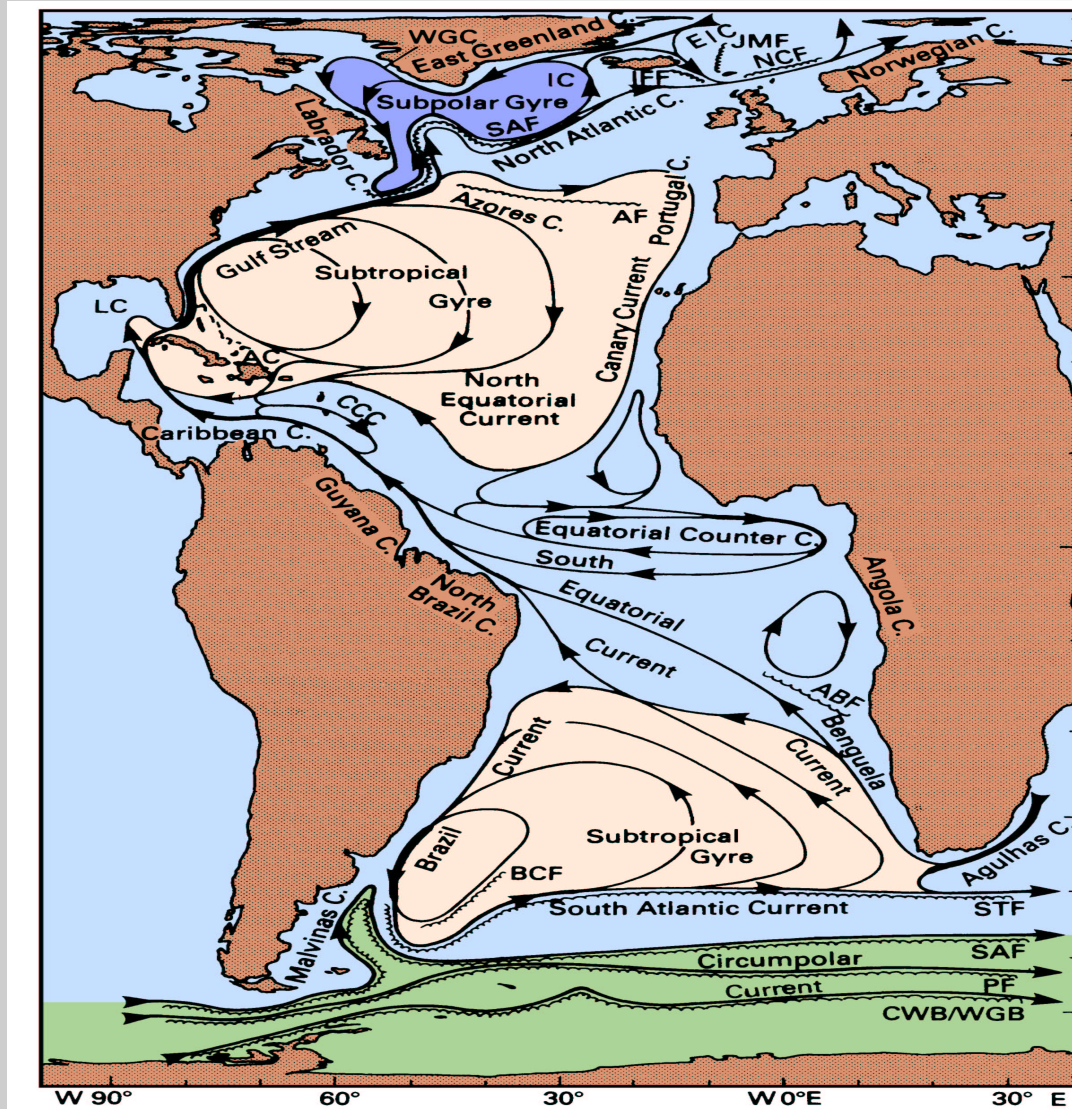 WGC
East Greenland C.
EIC
JMF
NCF
Norwegian C.
IC
IFF
Subpolar Gyre
SAF
North Atlantic C.
Labrador C.
Azores C.
AF
Portugal C.
Gulf Stream
Subtropical
Gyre
Canary Current
LC
AC
North
Equatorial
Current
CCC
Caribbean C.
Guyana C.
Equatorial Counter C.
South
Equatorial
Current
North
Brazil C.
Angola C.
ABF
Benguela
Current
Current
Brazil
Subtropical
Gyre
BCF
Agulhas C.
South Atlantic Current
STF
Malvinas C.
Circumpolar
SAF
Current
PF
CWB/WGB
W 90° 60° 30° W 0°E 30° E